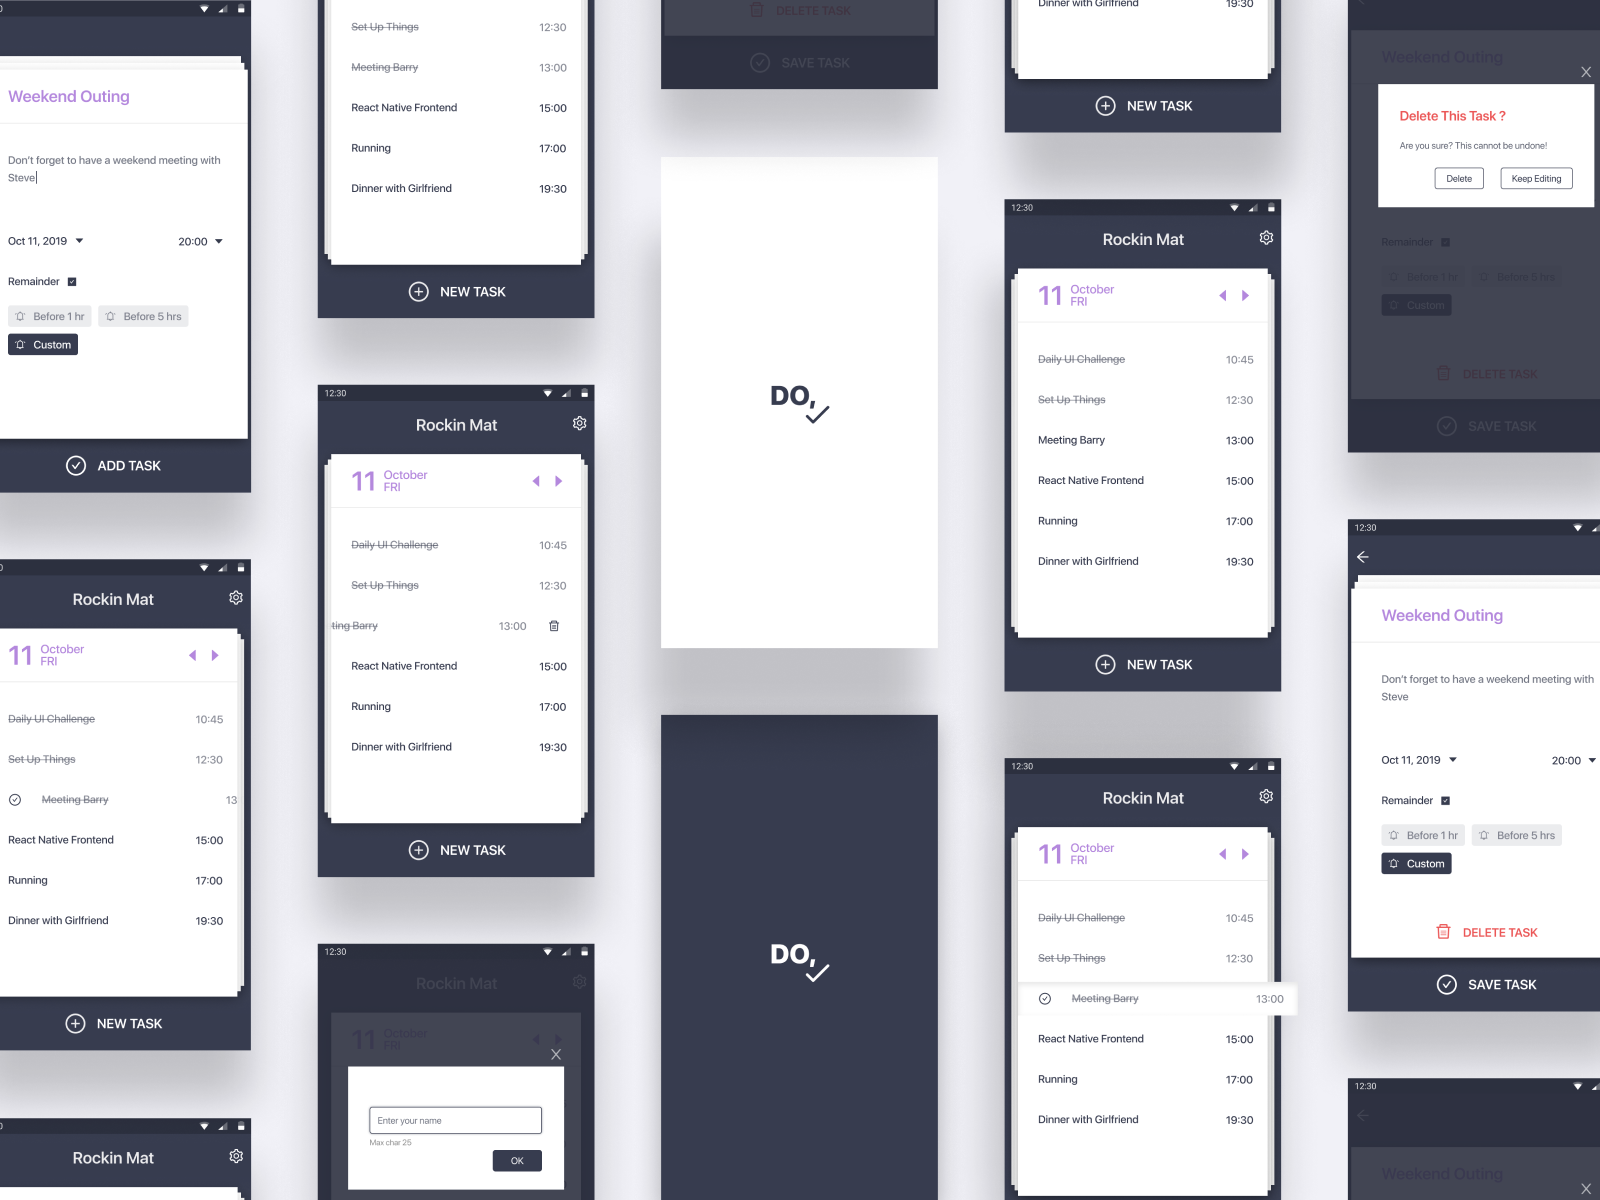 Weekend Outing
Don't forget to have a weekend meeting with
Steve
Oct 11, 2019
20:00
Remainder
Before 1 hr
Before 5 hrs
Custom
ADD TASK
Rockin Mat
11
October
FRI
Daily UI Challenge
10:45
Set Up Things
12:30
Meeting Barry
13
React Native Frontend
15:00
Running
17:00
Dinner with Girlfriend
19:30
NEW TASK
Rockin Mat
Set Up Things
12:30
Meeting Barry
13:00
React Native Frontend
15:00
Running
17:00
Dinner with Girlfriend
19:30
NEW TASK
12:30
Rockin Mat
11
October
FRI
Daily UI Challenge
10:45
Set Up Things
12:30
ting Barry
13:00
React Native Frontend
15:00
Running
17:00
Dinner with Girlfriend
19:30
NEW TASK
12:30
Rockin Mat
11
October
FRI
X
Enter your name
Max char 25
OK
DELETE TASK
SAVE TASK
DO,
DO,
Dinner with Girlfriend
19:30
NEW TASK
12:30
Rockin Mat
11
October
FRI
Daily UI Challenge
10:45
Set Up Things
12:30
Meeting Barry
13:00
React Native Frontend
15:00
Running
17:00
Dinner with Girlfriend
19:30
NEW TASK
12:30
Rockin Mat
11
October
FRI
Daily UI Challenge
10:45
Set Up Things
12:30
Meeting Barry
13:00
React Native Frontend
15:00
Running
17:00
Dinner with Girlfriend
19:30
Weekend Outing
X
Delete This Task ?
Are you sure? This cannot be undone!
Delete
Keep Editing
Remainder
Before 1 hr
Before 5 hrs
Custom
DELETE TASK
SAVE TASK
12:30
Weekend Outing
Don't forget to have a weekend meeting with
Steve
Oct 11, 2019
20:00
Remainder
Before 1 hr
Before 5 hrs
Custom
DELETE TASK
SAVE TASK
12:30
Weekend Outing
X